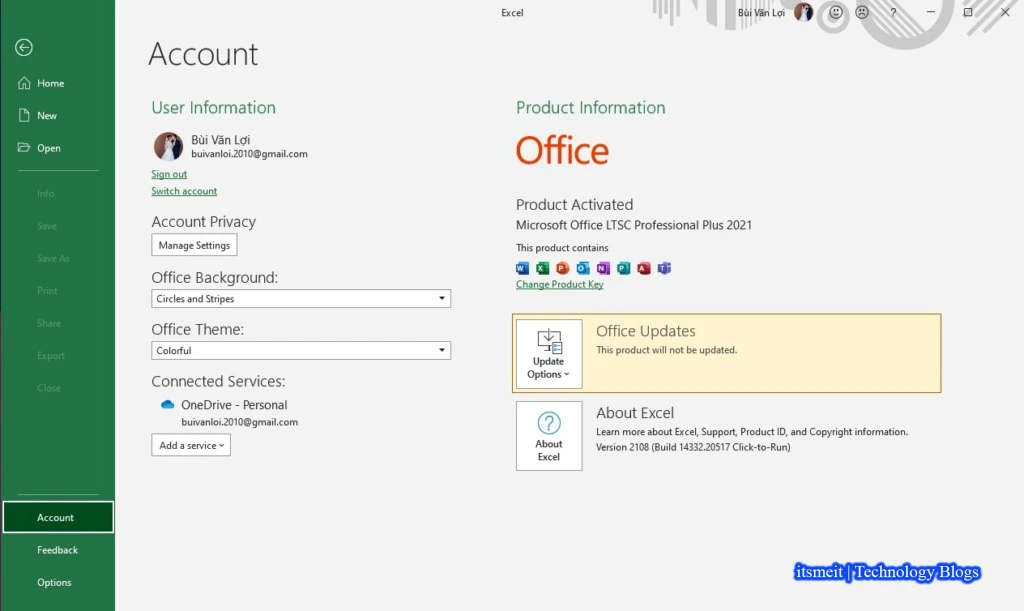 Excel
Bùi Văn Lợi
?
Account
Home
New
Open
Info
Save
Save As
Print
Share
Export
Close
Account
Feedback
Options
User Information
Bùi Văn Lợi
buivanloi.2010@gmail.com
Sign out
Switch account
Account Privacy
Manage Settings
Office Background:
Circles and Stripes
Office Theme:
Colorful
Connected Services:
OneDrive - Personal
buivanloi.2010@gmail.com
Add a service
Product Information
Office
Product Activated
Microsoft Office LTSC Professional Plus 2021
This product contains
Change Product Key
Update
Options
Office Updates
This product will not be updated.
About
Excel
About Excel
Learn more about Excel, Support, Product ID, and Copyright information.
Version 2108 (Build 14332.20517 Click-to-Run)
itsmeit | Technology Blogs